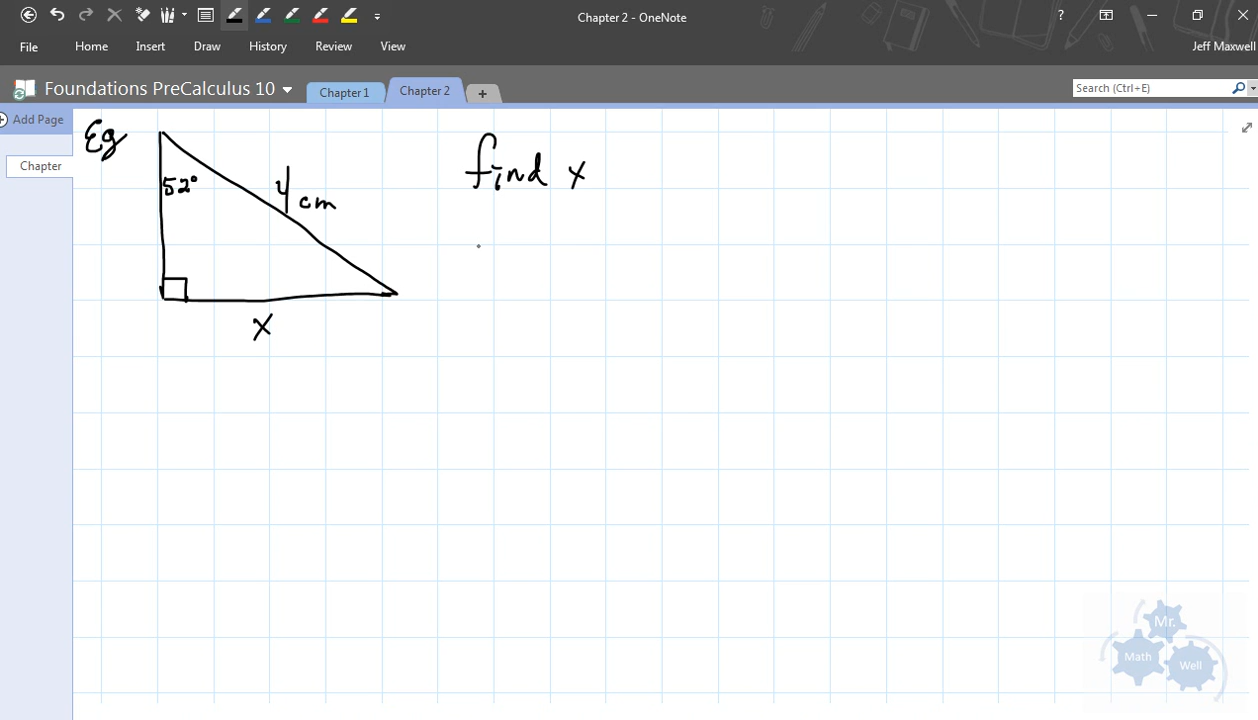 Chapter 2 - OneNote
?
File Home Insert Draw History Review View
Jeff Maxwell
Foundations PreCalculus 10 Chapter 1 Chapter 2 +
Search (Ctrl+E)
Add Page
Chapter
Eg
52°
4 cm
x
find x
Mr.
Math
Well